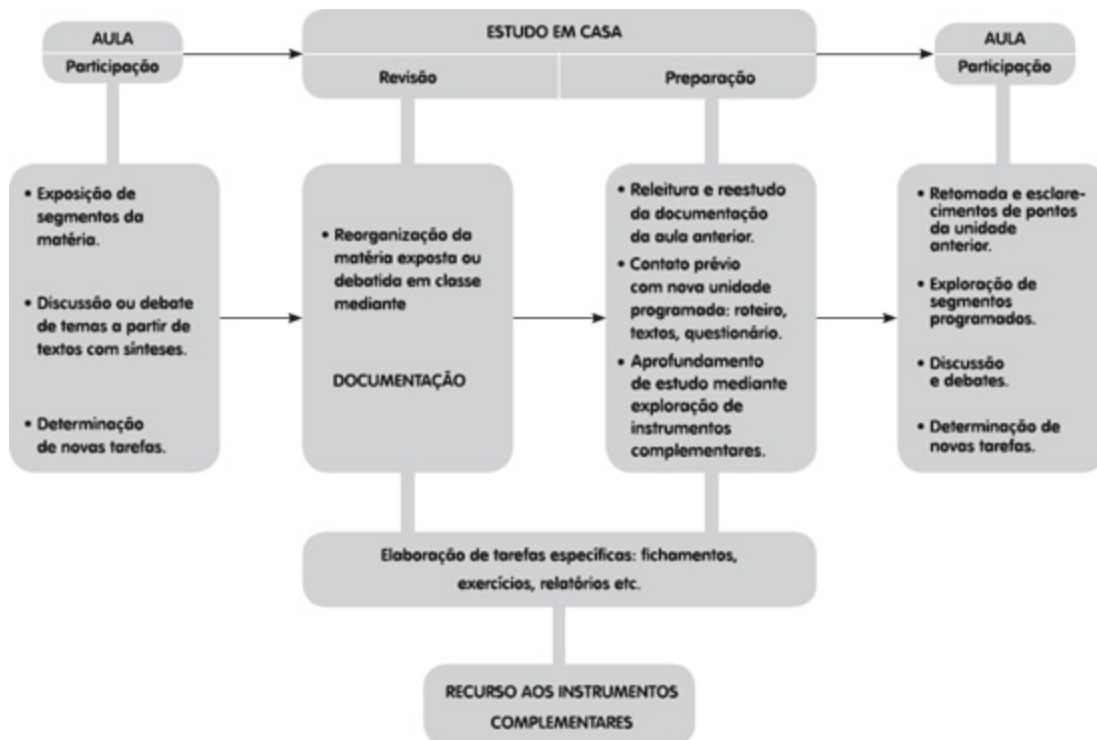 AULA
Participação
ESTUDO EM CASA
Revisão
Preparação
AULA
Participação
• Exposição de
segmentos da
matéria.
• Discussão ou debate
de temas a partir de
textos com sínteses.
• Determinação
de novas tarefas.
• Reorganização da
matéria exposta ou
debatida em classe
mediante
DOCUMENTAÇÃO
• Releitura e reestudo
da documentação
da aula anterior.
• Contato prévio
com nova unidade
programada: roteiro,
textos, questionário.
• Aprofundamento
de estudo mediante
exploração de
instrumentos
complementares.
• Retomada e esclare-
cimentos de pontos
da unidade
anterior.
• Exploração de
segmentos
programados.
• Discussão
e debates.
• Determinação de
novas tarefas.
Elaboração de tarefas específicas: fichamentos,
exercícios, relatórios etc.
RECURSO AOS INSTRUMENTOS
COMPLEMENTARES